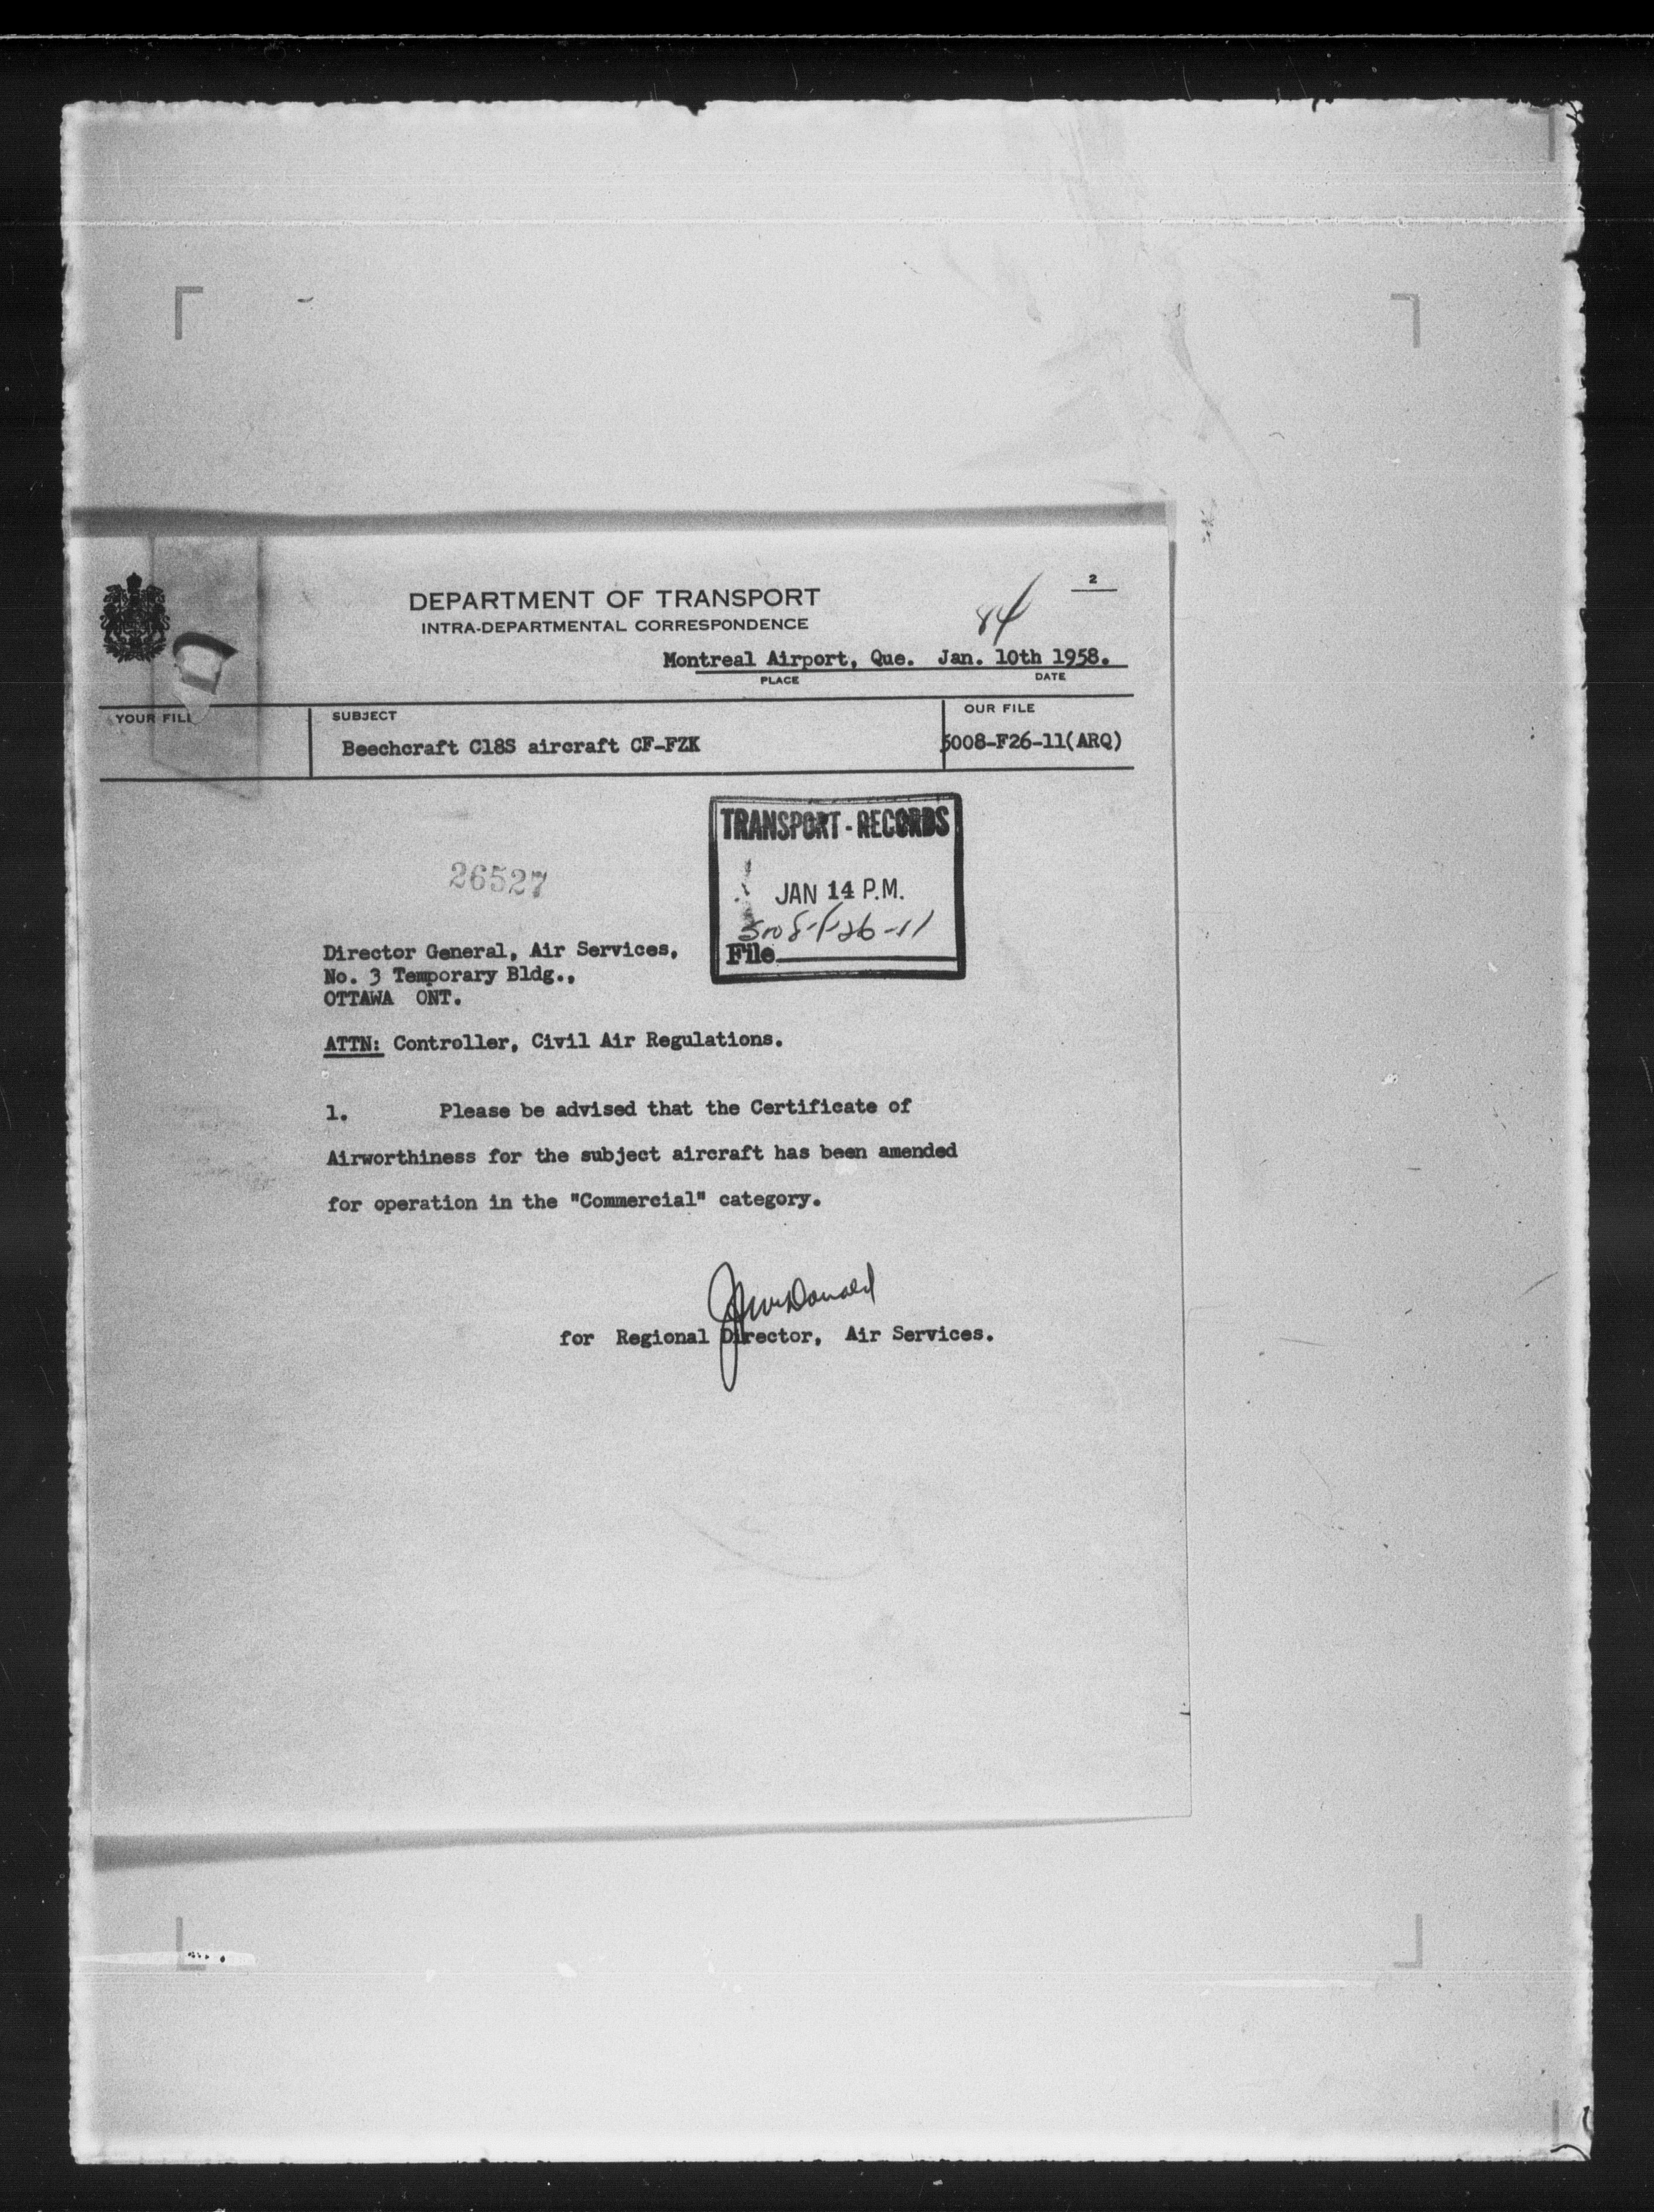 2
DEPARTMENT OF TRANSPORT
INTRA-DEPARTMENTAL CORRESPONDENCE
84
Montreal Airport, Que. Jan. 10th 1958.
PLACE DATE
YOUR FILE SUBJECT OUR FILE
Beechcraft C18S aircraft CF-FZK 5008-F26-11(ARQ)
TRANSPORT - RECORDS
26527
JAN 14 P.M.
5008-F26-11
File
Director General, Air Services,
No. 3 Temporary Bldg.,
OTTAWA ONT.
ATTN: Controller, Civil Air Regulations.
1. Please be advised that the Certificate of
Airworthiness for the subject aircraft has been amended
for operation in the "Commercial" category.
for Regional Director, Air Services.